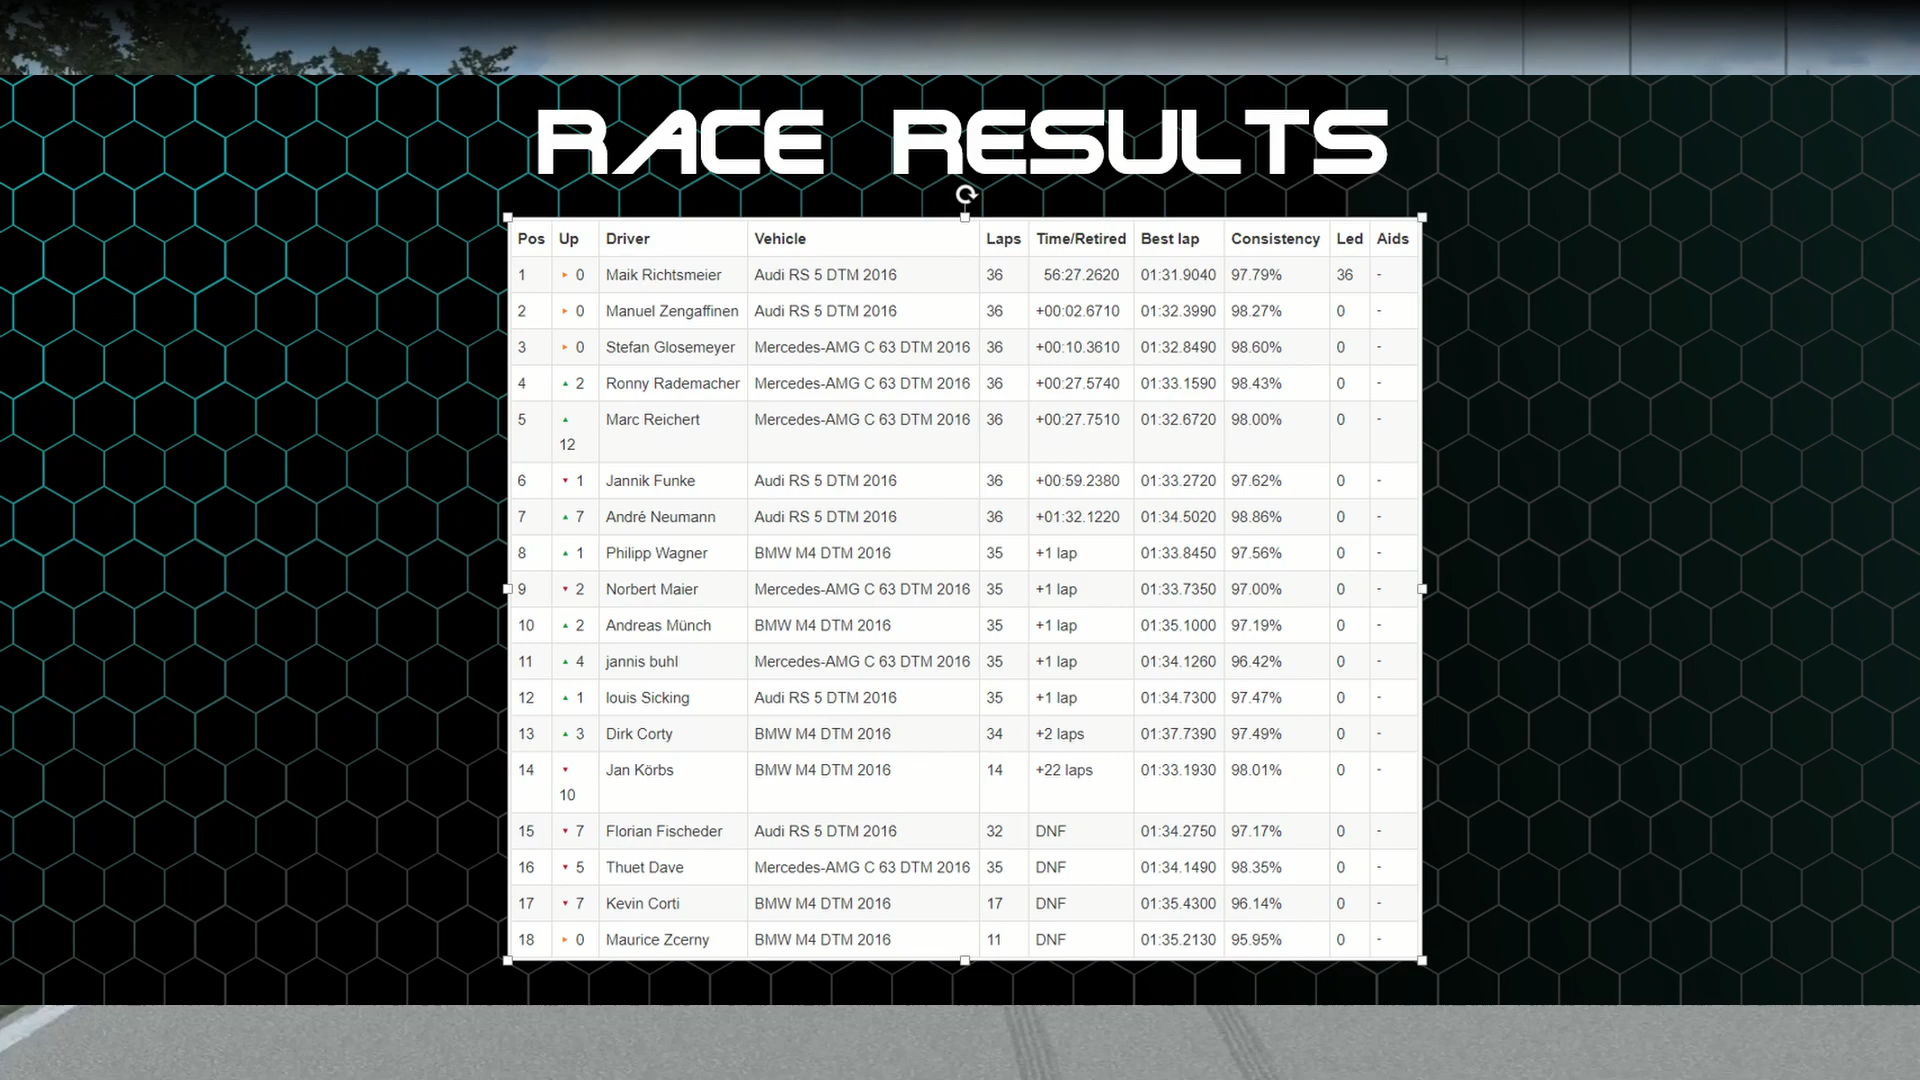 RACE RESULTS
Pos Up Driver Vehicle Laps Time/Retired Best lap Consistency Led Aids
1 0 Maik Richtsmeier Audi RS 5 DTM 2016 36 56:27.2620 01:31.9040 97.79% 36 -
2 0 Manuel Zengaffinen Audi RS 5 DTM 2016 36 +00:02.6710 01:32.3990 98.27% 0 -
3 0 Stefan Glosemeyer Mercedes-AMG C 63 DTM 2016 36 +00:10.3610 01:32.8490 98.60% 0 -
4 2 Ronny Rademacher Mercedes-AMG C 63 DTM 2016 36 +00:27.5740 01:33.1590 98.43% 0 -
5 12 Marc Reichert Mercedes-AMG C 63 DTM 2016 36 +00:27.7510 01:32.6720 98.00% 0 -
6 1 Jannik Funke Audi RS 5 DTM 2016 36 +00:59.2380 01:33.2720 97.62% 0 -
7 7 André Neumann Audi RS 5 DTM 2016 36 +01:32.1220 01:34.5020 98.86% 0 -
8 1 Philipp Wagner BMW M4 DTM 2016 35 +1 lap 01:33.8450 97.56% 0 -
9 2 Norbert Maier Mercedes-AMG C 63 DTM 2016 35 +1 lap 01:33.7350 97.00% 0 -
10 2 Andreas Münch BMW M4 DTM 2016 35 +1 lap 01:35.1000 97.19% 0 -
11 4 jannis buhl Mercedes-AMG C 63 DTM 2016 35 +1 lap 01:34.1260 96.42% 0 -
12 1 louis Sicking Audi RS 5 DTM 2016 35 +1 lap 01:34.7300 97.47% 0 -
13 3 Dirk Corty BMW M4 DTM 2016 34 +2 laps 01:37.7390 97.49% 0 -
14 10 Jan Körbs BMW M4 DTM 2016 14 +22 laps 01:33.1930 98.01% 0 -
15 7 Florian Fischeder Audi RS 5 DTM 2016 32 DNF 01:34.2750 97.17% 0 -
16 5 Thuet Dave Mercedes-AMG C 63 DTM 2016 35 DNF 01:34.1490 98.35% 0 -
17 7 Kevin Corti BMW M4 DTM 2016 17 DNF 01:35.4300 96.14% 0 -
18 0 Maurice Zcerny BMW M4 DTM 2016 11 DNF 01:35.2130 95.95% 0 -